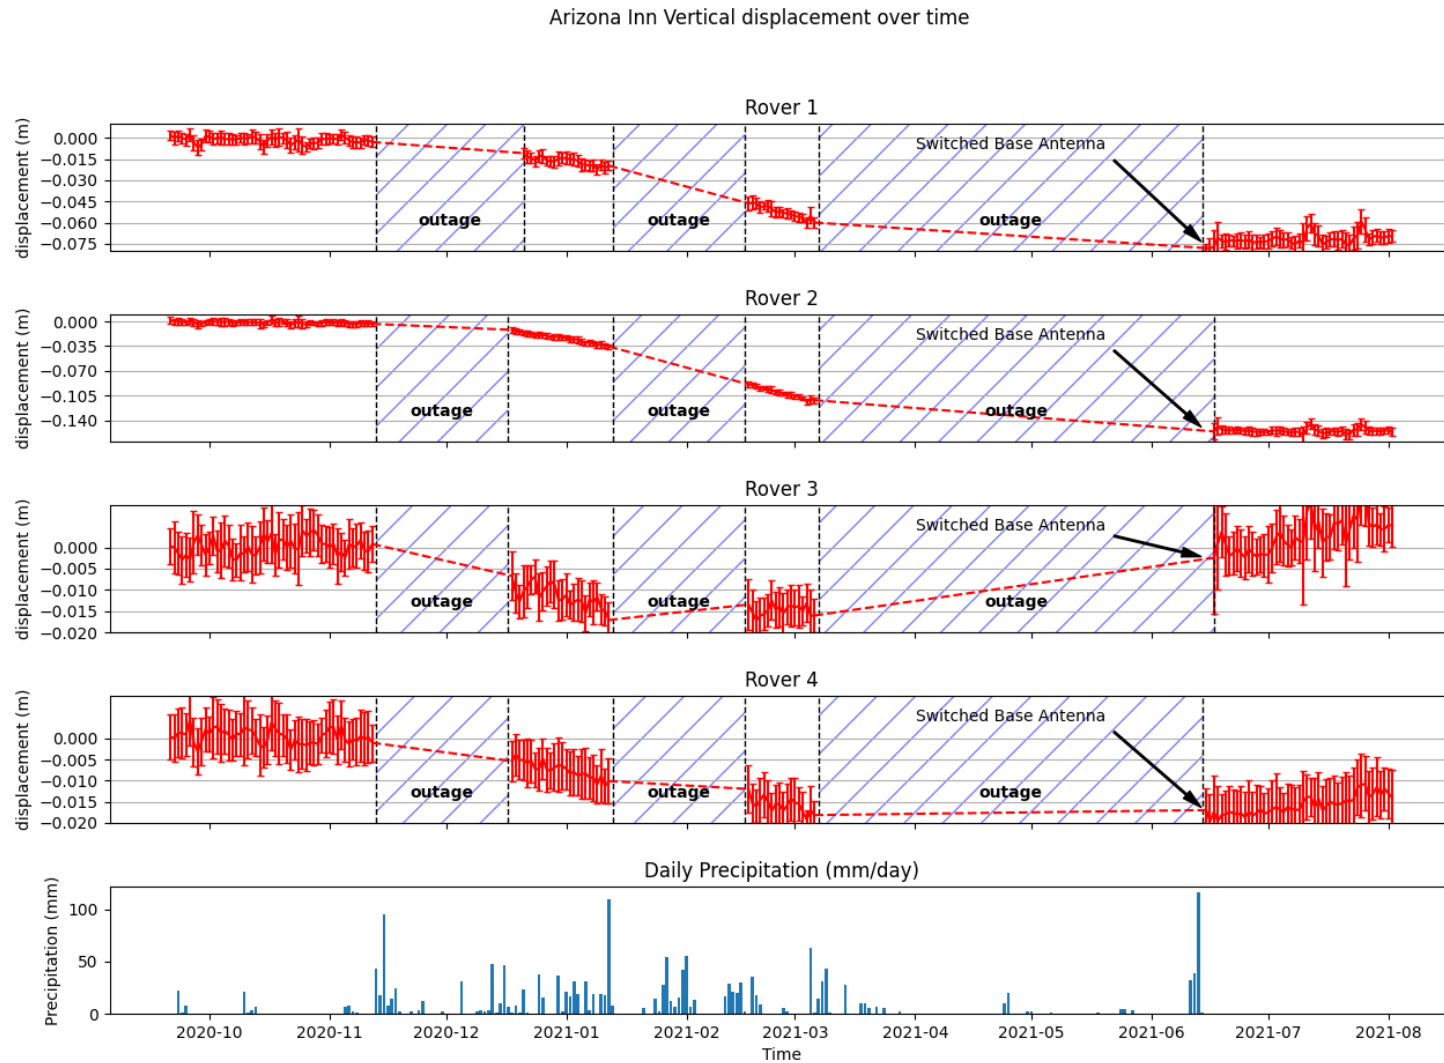 Arizona Inn Vertical displacement over time
Rover 1
displacement (m)
0.000
−0.015
−0.030
−0.045
−0.060
−0.075
outage
outage
outage
Switched Base Antenna
Rover 2
displacement (m)
0.000
−0.035
−0.070
−0.105
−0.140
outage
outage
outage
Switched Base Antenna
Rover 3
displacement (m)
0.000
−0.005
−0.010
−0.015
−0.020
outage
outage
outage
Switched Base Antenna
Rover 4
displacement (m)
0.000
−0.005
−0.010
−0.015
−0.020
outage
outage
outage
Switched Base Antenna
Daily Precipitation (mm/day)
Precipitation (mm)
100
50
0
2020-10 2020-11 2020-12 2021-01 2021-02 2021-03 2021-04 2021-05 2021-06 2021-07 2021-08
Time